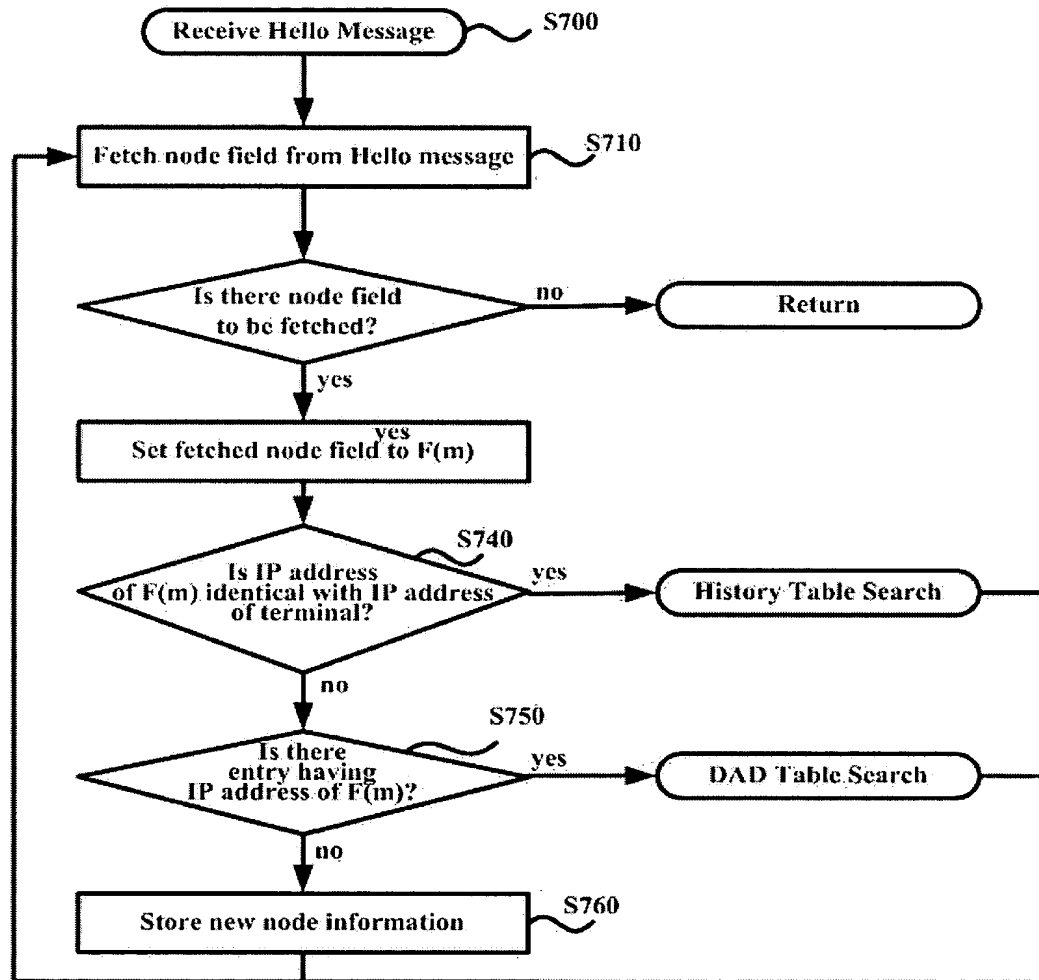 Receive Hello Message
S700
Fetch node field from Hello message
S710
Is there node field
to be fetched?
no
Return
yes
yes
Set fetched node field to F(m)
S740
Is IP address
of F(m) identical with IP address
of terminal?
yes
History Table Search
no
S750
Is there
entry having
IP address of F(m)?
yes
DAD Table Search
no
Store new node information
S760